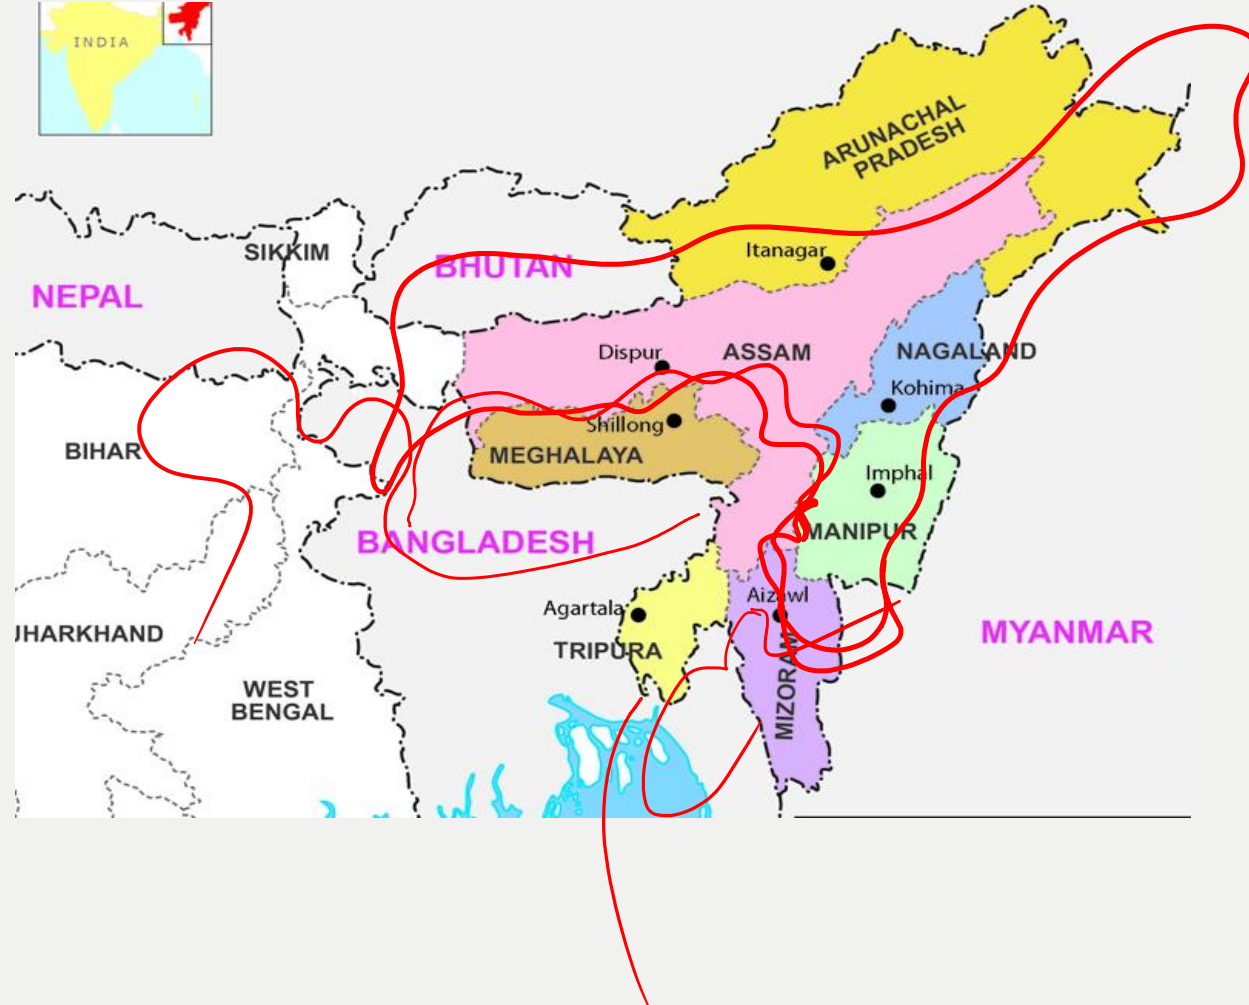 INDIA
ARUNACHAL
PRADESH
SIKKIM
Itanagar
BHUTAN
NEPAL
Dispur
ASSAM
NAGALAND
Kohima
Shillong
BIHAR
MEGHALAYA
Imphal
BANGLADESH
MANIPUR
Aizawl
Agartala
JHARKHAND
TRIPURA
MYANMAR
WEST
BENGAL
MIZORAM